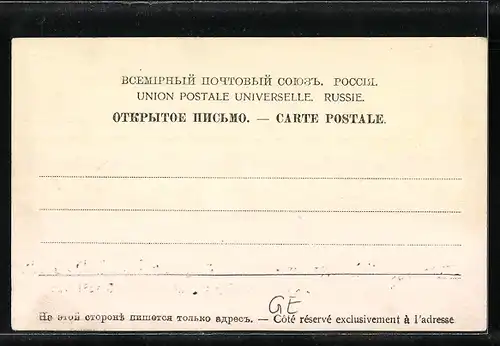 ВСЕМІРНЫЙ ПОЧТОВЫЙ СОЮЗЪ. РОССІЯ.
UNION POSTALE UNIVERSELLE. RUSSIE.
ОТКРЫТОЕ ПИСЬМО. — CARTE POSTALE.
GE
На этой сторонѣ пишется только адресъ. — Côté réservé exclusivement à l'adresse